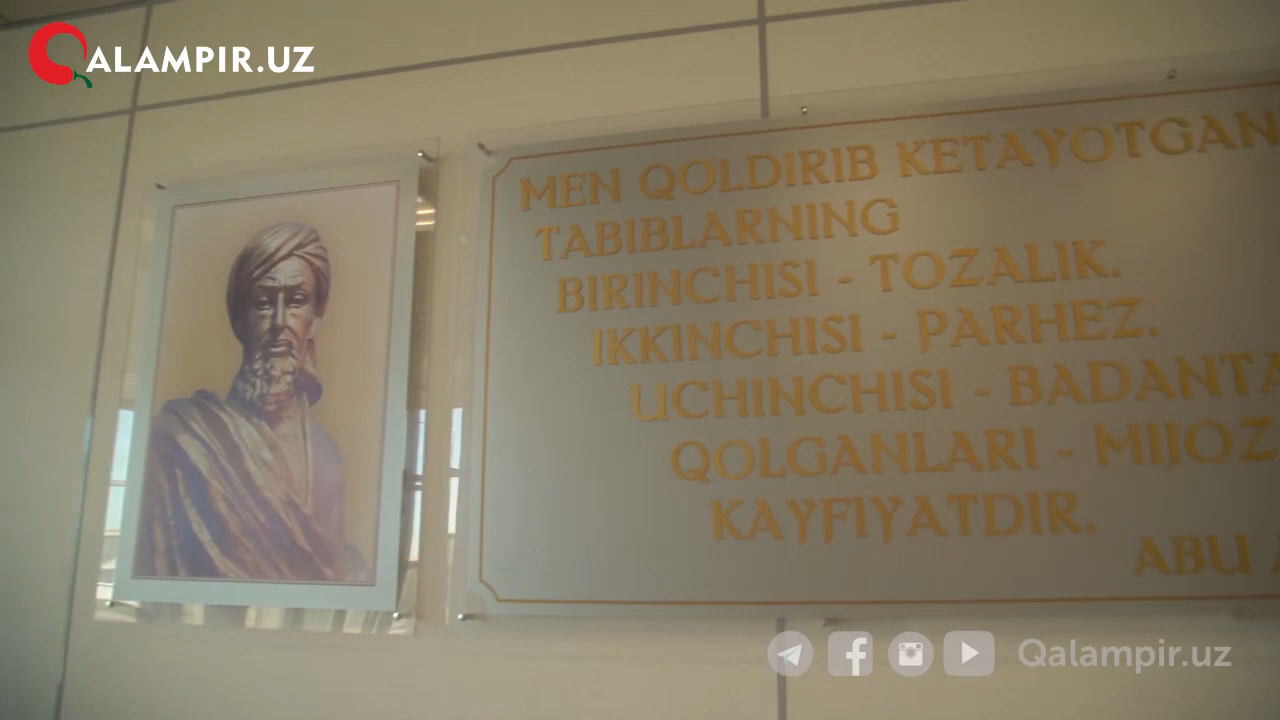 QALAMPIR.UZ
MEN QOLDIRIB KETAYOTGAN
TABIBLARNING
BIRINCHISI - TOZALIK.
IKKINCHISI - PARHEZ.
UCHINCHISI - BADANTA
QOLGANLARI - MIJOZ
KAYFIYATDIR.
ABU
Qalampir.uz